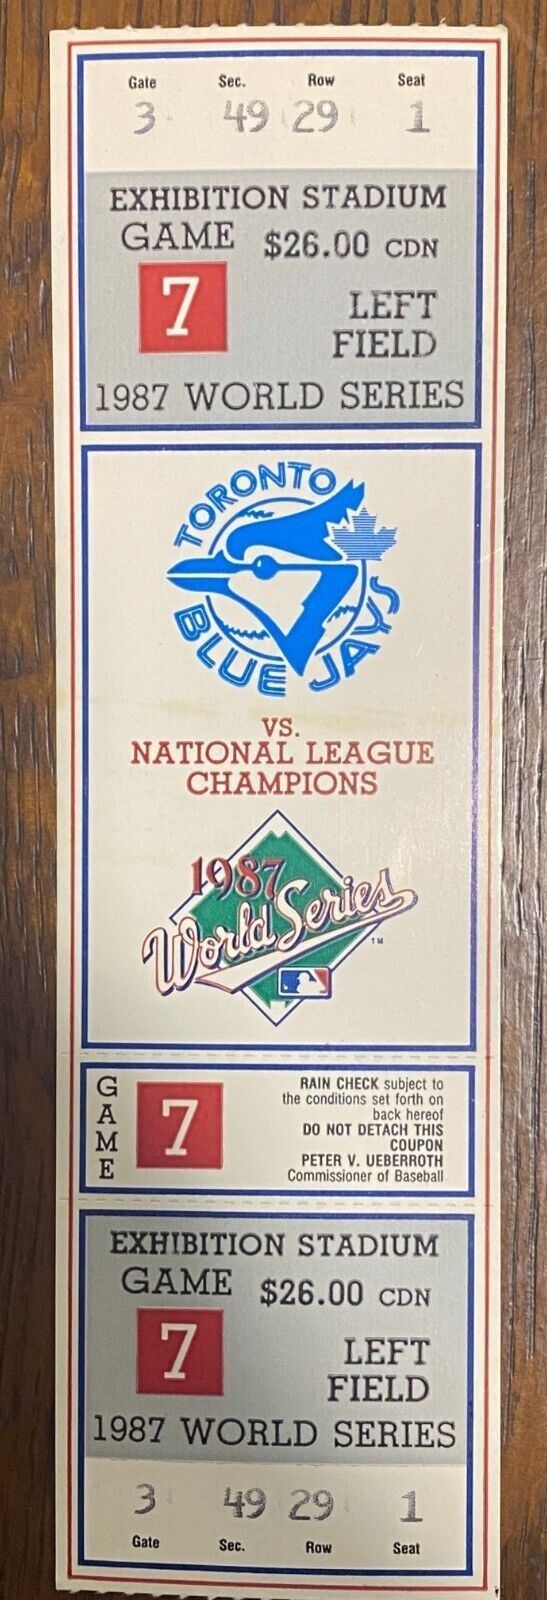 Gate Sec. Row Seat
3 49 29 1
EXHIBITION STADIUM
GAME $26.00 CDN
7 LEFT
FIELD
1987 WORLD SERIES
TORONTO
BLUE JAYS
VS.
NATIONAL LEAGUE
CHAMPIONS
1987
World Series
TM
GAME
7
RAIN CHECK subject to
the conditions set forth on
back hereof
DO NOT DETACH THIS
COUPON
PETER V. UEBERROTH
Commissioner of Baseball
EXHIBITION STADIUM
GAME $26.00 CDN
7 LEFT
FIELD
1987 WORLD SERIES
3 49 29 1
Gate Sec. Row Seat